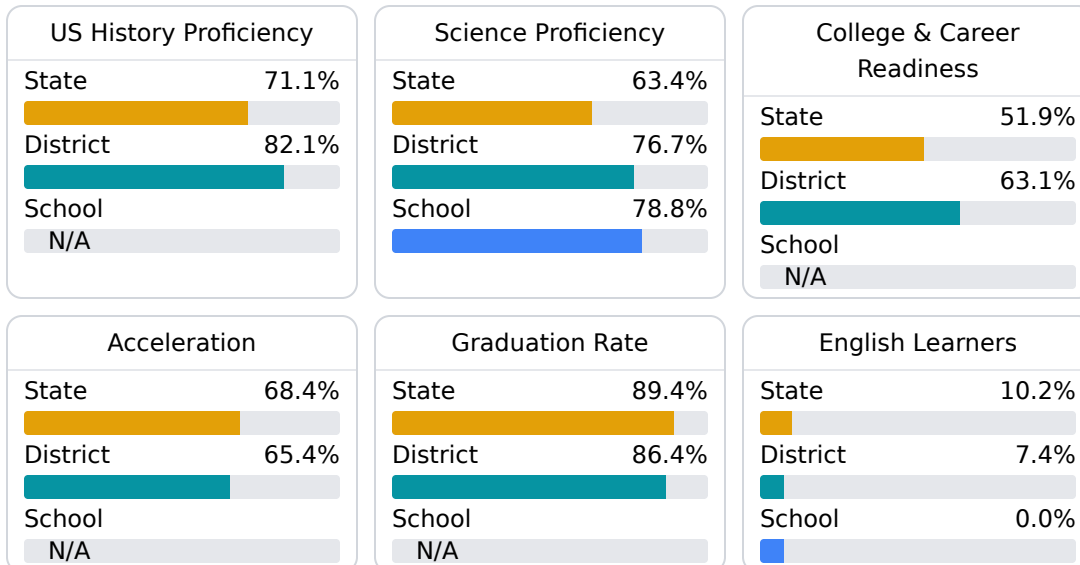 US History Proficiency
State 71.1%
District 82.1%
School
N/A
Science Proficiency
State 63.4%
District 76.7%
School 78.8%
College & Career
Readiness
State 51.9%
District 63.1%
School
N/A
Acceleration
State 68.4%
District 65.4%
School
N/A
Graduation Rate
State 89.4%
District 86.4%
School
N/A
English Learners
State 10.2%
District 7.4%
School 0.0%